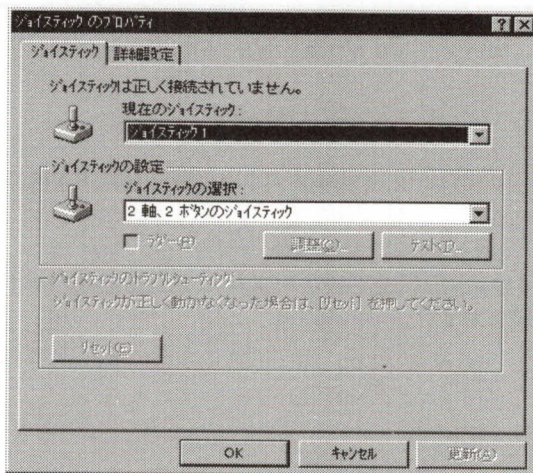 ジョイスティック のプロパティ
ジョイスティック 詳細設定
ジョイスティックは正しく接続されていません。
現在のジョイスティック:
ジョイスティック 1
ジョイスティックの設定
ジョイスティックの選択:
2 軸、2 ボタンのジョイスティック
ラダー(R) 調整(C)... テスト(T)...
ジョイスティックのトラブルシューティング
ジョイスティックが正しく動かなくなった場合は、[リセット] を押してください。
リセット(E)
OK キャンセル 更新(A)